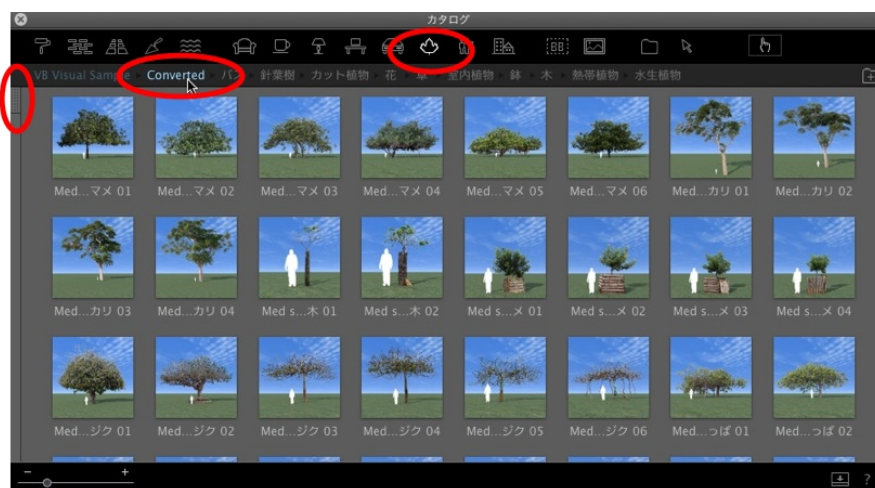 カタログ
VB Visual Sample Converted バ 針葉樹 カット植物 花 草 室内植物 鉢 木 熱帯植物 水生植物
Med...マメ 01 Med...マメ 02 Med...マメ 03 Med...マメ 04 Med...マメ 05 Med...マメ 06 Med...カリ 01 Med...カリ 02
Med...カリ 03 Med...カリ 04 Med s...木 01 Med s...木 02 Med s...メ 01 Med s...メ 02 Med s...メ 03 Med s...メ 04
Med...ジク 01 Med...ジク 02 Med...ジク 03 Med...ジク 04 Med...ジク 05 Med...ジク 06 Med...っぱ 01 Med...っぱ 02
− +
?